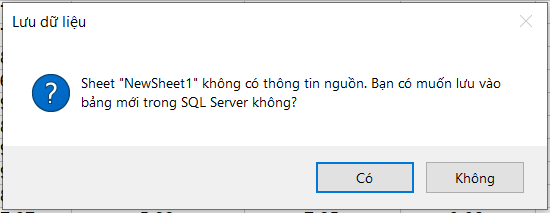 Lưu dữ liệu
Sheet "NewSheet1" không có thông tin nguồn. Bạn có muốn lưu vào
bảng mới trong SQL Server không?
Có
Không